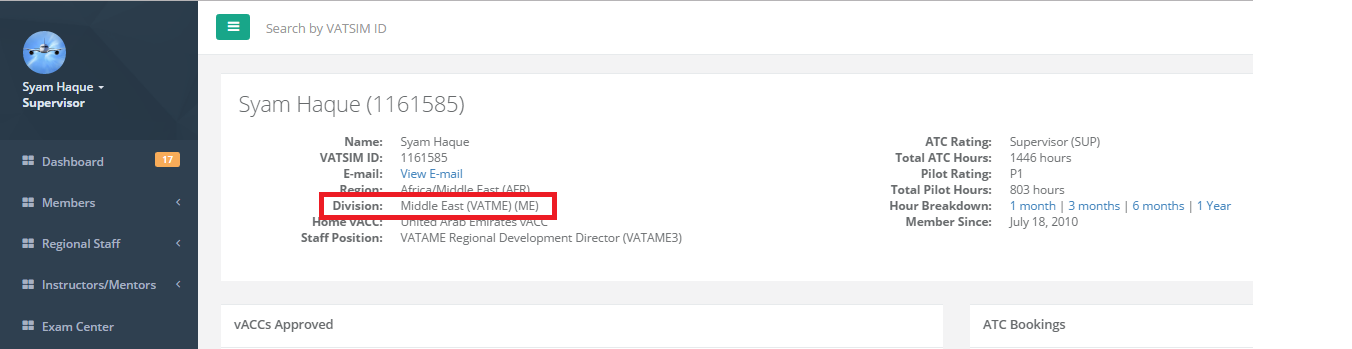 Search by VATSIM ID
Syam Haque
Supervisor
Dashboard 17
Members
Regional Staff
Instructors/Mentors
Exam Center
Syam Haque (1161585)
Name: Syam Haque
VATSIM ID: 1161585
E-mail: View E-mail
Region: Africa/Middle East (AFR)
Division: Middle East (VATME) (ME)
Home vACC: United Arab Emirates vACC
Staff Position: VATAME Regional Development Director (VATAME3)
ATC Rating: Supervisor (SUP)
Total ATC Hours: 1446 hours
Pilot Rating: P1
Total Pilot Hours: 803 hours
Hour Breakdown: 1 month | 3 months | 6 months | 1 Year
Member Since: July 18, 2010
vACCs Approved
ATC Bookings